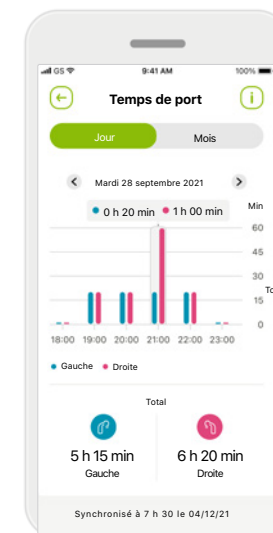 GS 9:41 AM 100%
Temps de port
Jour Mois
Mardi 28 septembre 2021
0 h 20 min 1 h 00 min Min
60
45
30
To
15
0
18:00 19:00 20:00 21:00 22:00 23:00
Gauche Droite
Total
5 h 15 min 6 h 20 min
Gauche Droite
Synchronisé à 7 h 30 le 04/12/21